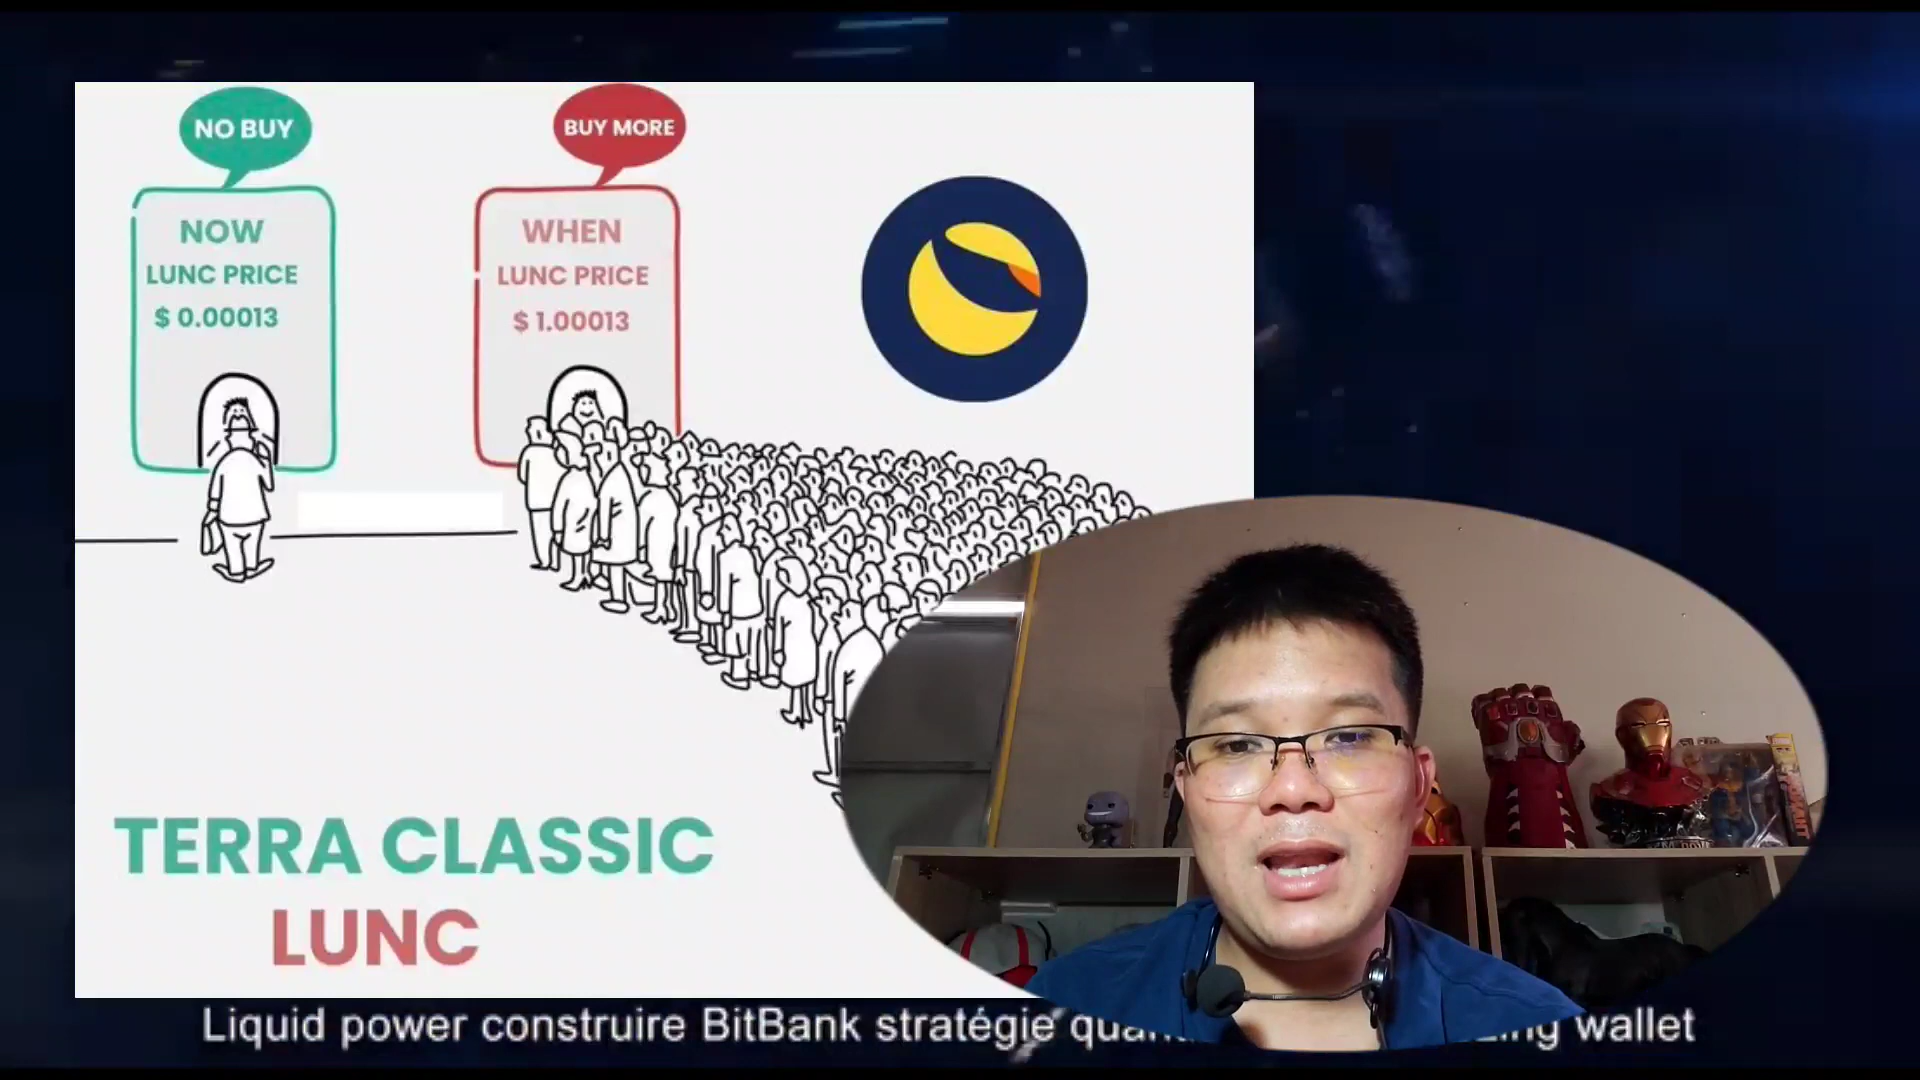 NO BUY
BUY MORE
NOW
LUNC PRICE
$ 0.00013
WHEN
LUNC PRICE
$ 1.00013
TERRA CLASSIC
LUNC
Liquid power construire BitBank stratégie wallet